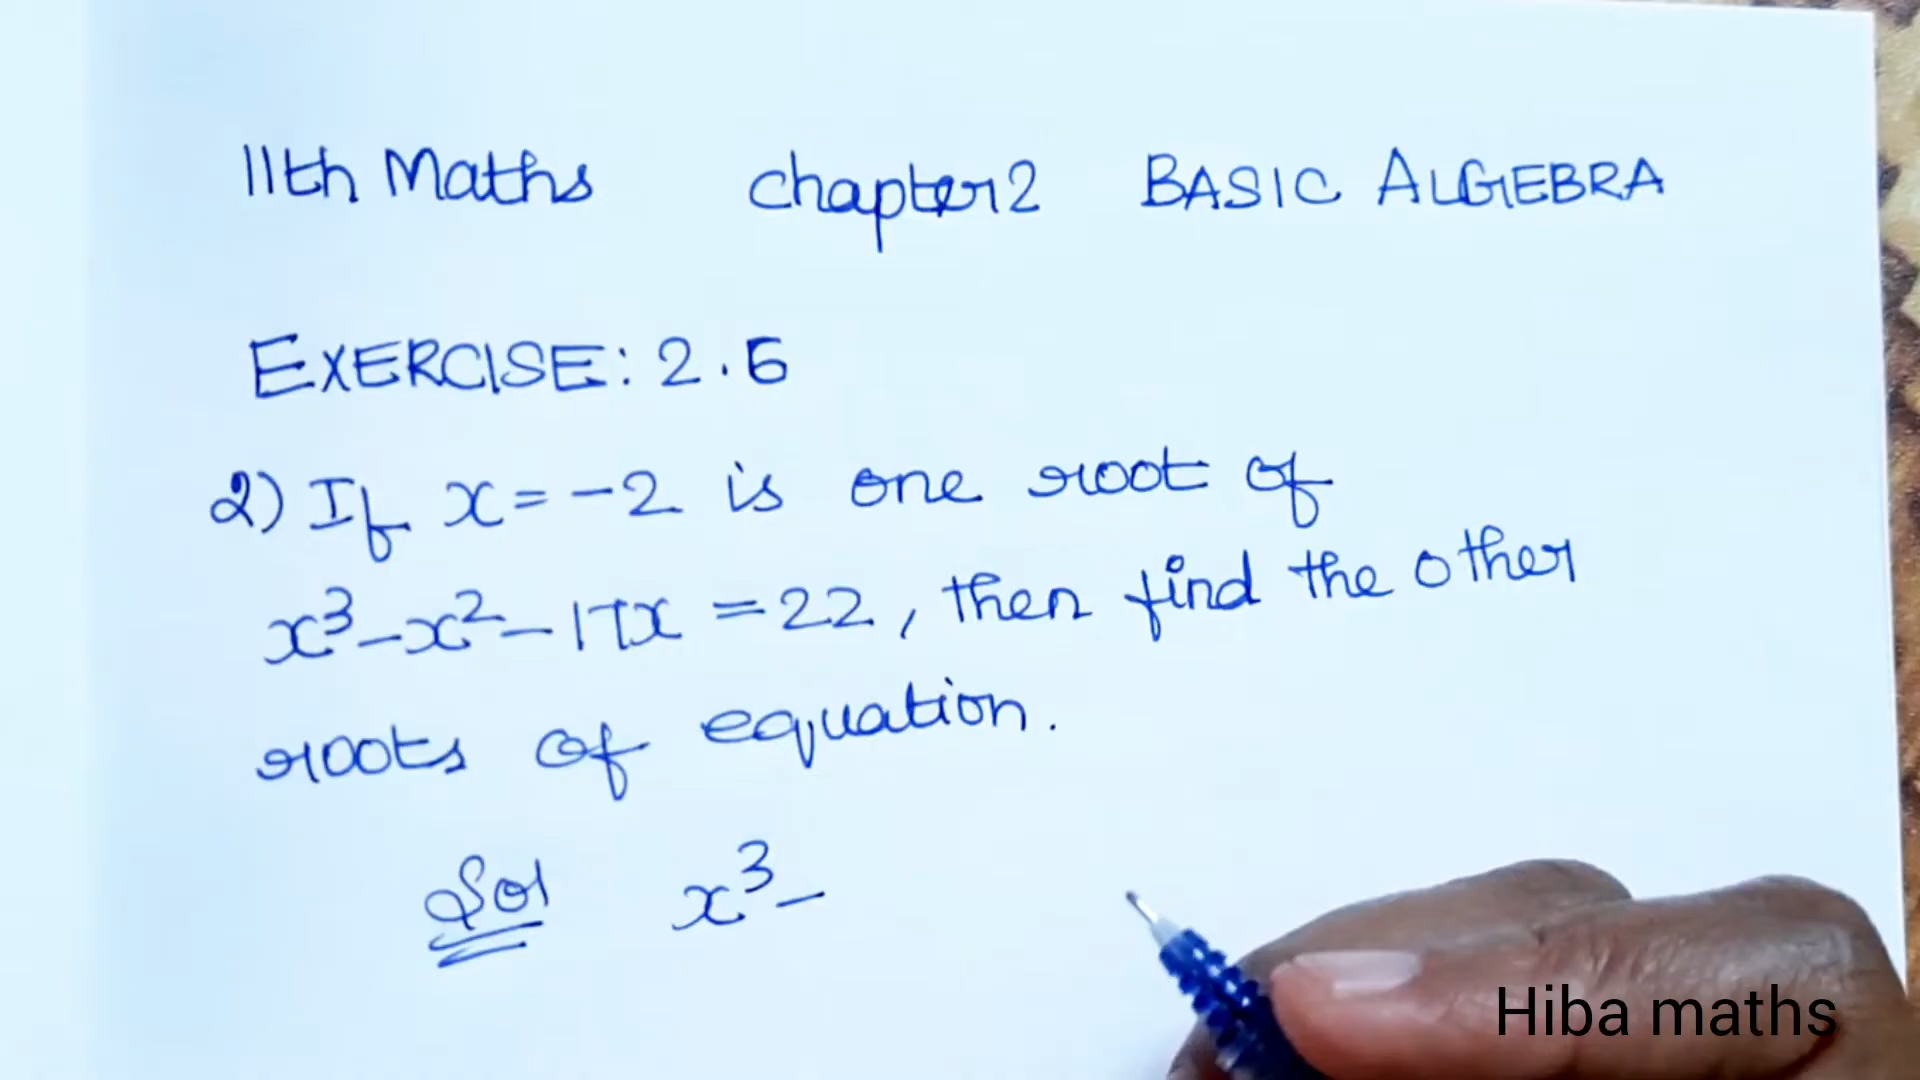 11th Maths chapter 2 BASIC ALGEBRA
EXERCISE: 2.6
2) If x = -2 is one root of
x³ - x² - 17x = 22, then find the other
roots of equation.
Sol x³ -
Hiba maths